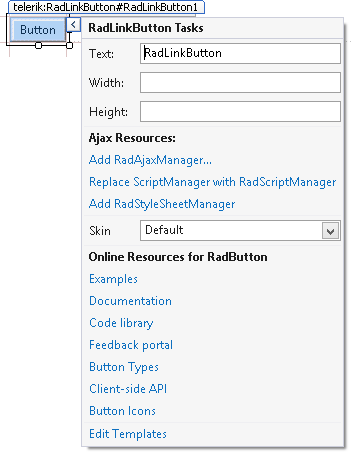 telerik:RadLinkButton#RadLinkButton1
Button
RadLinkButton Tasks
Text: RadLinkButton
Width:
Height:
Ajax Resources:
Add RadAjaxManager...
Replace ScriptManager with RadScriptManager
Add RadStyleSheetManager
Skin Default
Online Resources for RadButton
Examples
Documentation
Code library
Feedback portal
Button Types
Client-side API
Button Icons
Edit Templates